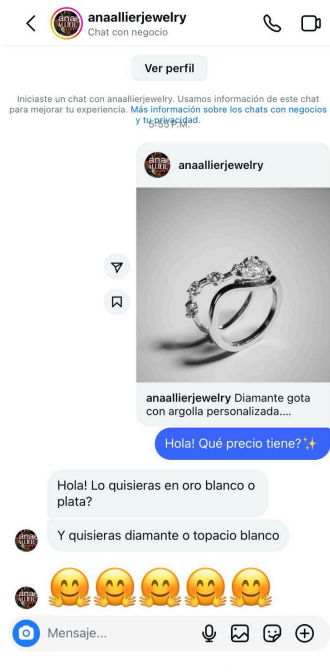 anaallierjewelry
Chat con negocio
Ver perfil
Iniciaste un chat con anaallierjewelry. Usamos información de este chat
para mejorar tu experiencia. Más información sobre los chats con negocios
y tu privacidad.
5:55 P.M.
anaallierjewelry
anaallierjewelry Diamante gota
con argolla personalizada....
Hola! Qué precio tiene?✨
Hola! Lo quisieras en oro blanco o
plata?
Y quisieras diamante o topacio blanco
🤗🤗🤗🤗🤗
Mensaje...